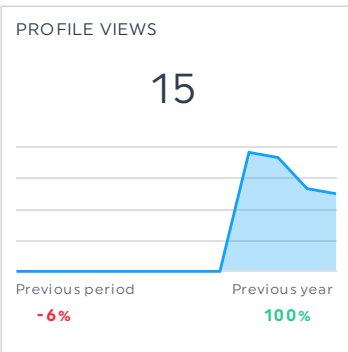 PROFILE VIEWS
15
Previous period Previous year
-6% 100%